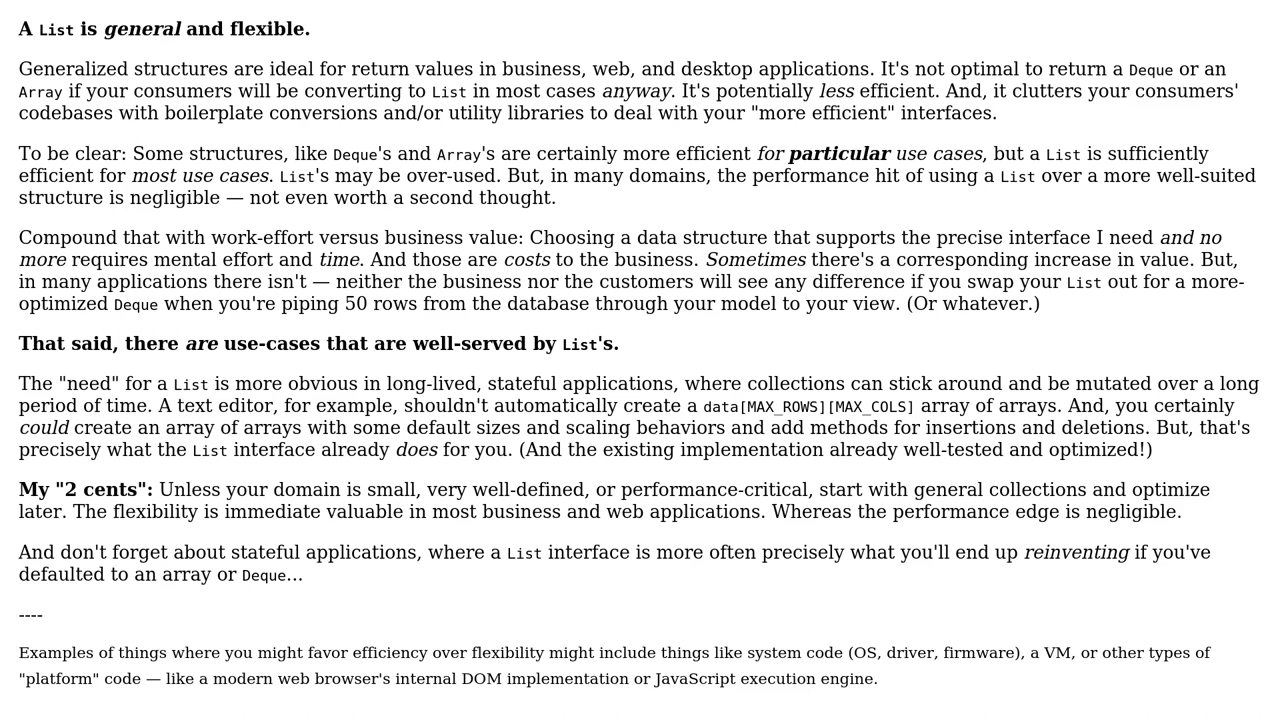 A List is general and flexible.
Generalized structures are ideal for return values in business, web, and desktop applications. It's not optimal to return a Deque or an
Array if your consumers will be converting to List in most cases anyway. It's potentially less efficient. And, it clutters your consumers'
codebases with boilerplate conversions and/or utility libraries to deal with your "more efficient" interfaces.
To be clear: Some structures, like Deque's and Array's are certainly more efficient for particular use cases, but a List is sufficiently
efficient for most use cases. List's may be over-used. But, in many domains, the performance hit of using a List over a more well-suited
structure is negligible — not even worth a second thought.
Compound that with work-effort versus business value: Choosing a data structure that supports the precise interface I need and no
more requires mental effort and time. And those are costs to the business. Sometimes there's a corresponding increase in value. But,
in many applications there isn't — neither the business nor the customers will see any difference if you swap your List out for a more-
optimized Deque when you're piping 50 rows from the database through your model to your view. (Or whatever.)
That said, there are use-cases that are well-served by List's.
The "need" for a List is more obvious in long-lived, stateful applications, where collections can stick around and be mutated over a long
period of time. A text editor, for example, shouldn't automatically create a data[MAX_ROWS][MAX_COLS] array of arrays. And, you certainly
could create an array of arrays with some default sizes and scaling behaviors and add methods for insertions and deletions. But, that's
precisely what the List interface already does for you. (And the existing implementation already well-tested and optimized!)
My "2 cents": Unless your domain is small, very well-defined, or performance-critical, start with general collections and optimize
later. The flexibility is immediate valuable in most business and web applications. Whereas the performance edge is negligible.
And don't forget about stateful applications, where a List interface is more often precisely what you'll end up reinventing if you've
defaulted to an array or Deque...
----
Examples of things where you might favor efficiency over flexibility might include things like system code (OS, driver, firmware), a VM, or other types of
"platform" code — like a modern web browser's internal DOM implementation or JavaScript execution engine.